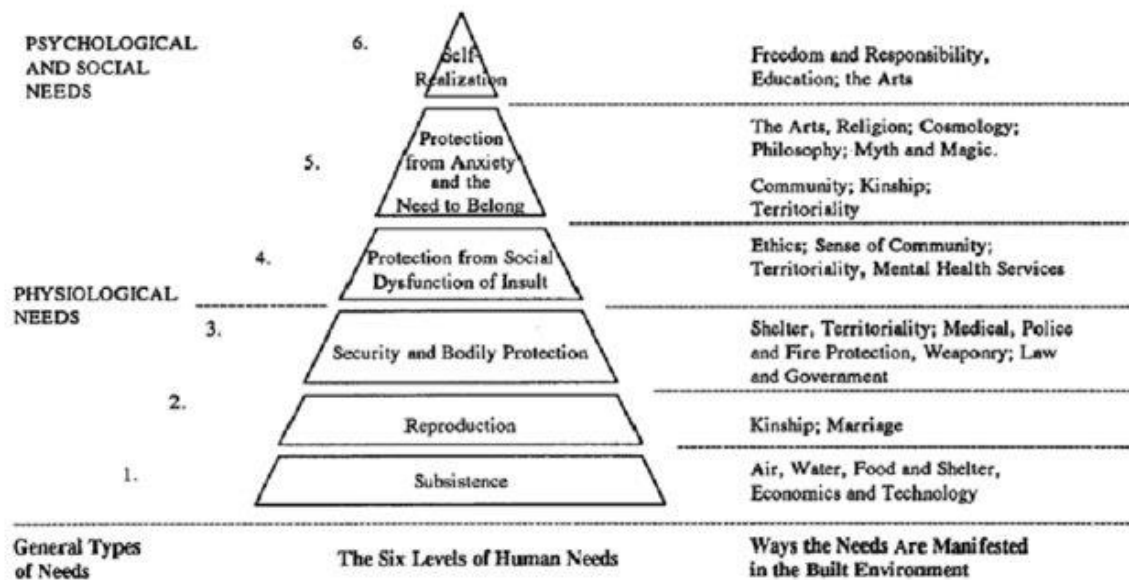 PSYCHOLOGICAL
AND SOCIAL
NEEDS
6.
Self-
Realization
Freedom and Responsibility,
Education; the Arts
5.
Protection
from Anxiety
and the
Need to Belong
The Arts, Religion; Cosmology;
Philosophy; Myth and Magic.
Community; Kinship;
Territoriality
4.
Protection from Social
Dysfunction of Insult
Ethics; Sense of Community;
Territoriality, Mental Health Services
PHYSIOLOGICAL
NEEDS
3.
Security and Bodily Protection
Shelter, Territoriality; Medical, Police
and Fire Protection, Weaponry; Law
and Government
2.
Reproduction
Kinship; Marriage
1.
Subsistence
Air, Water, Food and Shelter,
Economics and Technology
General Types
of Needs
The Six Levels of Human Needs
Ways the Needs Are Manifested
in the Built Environment